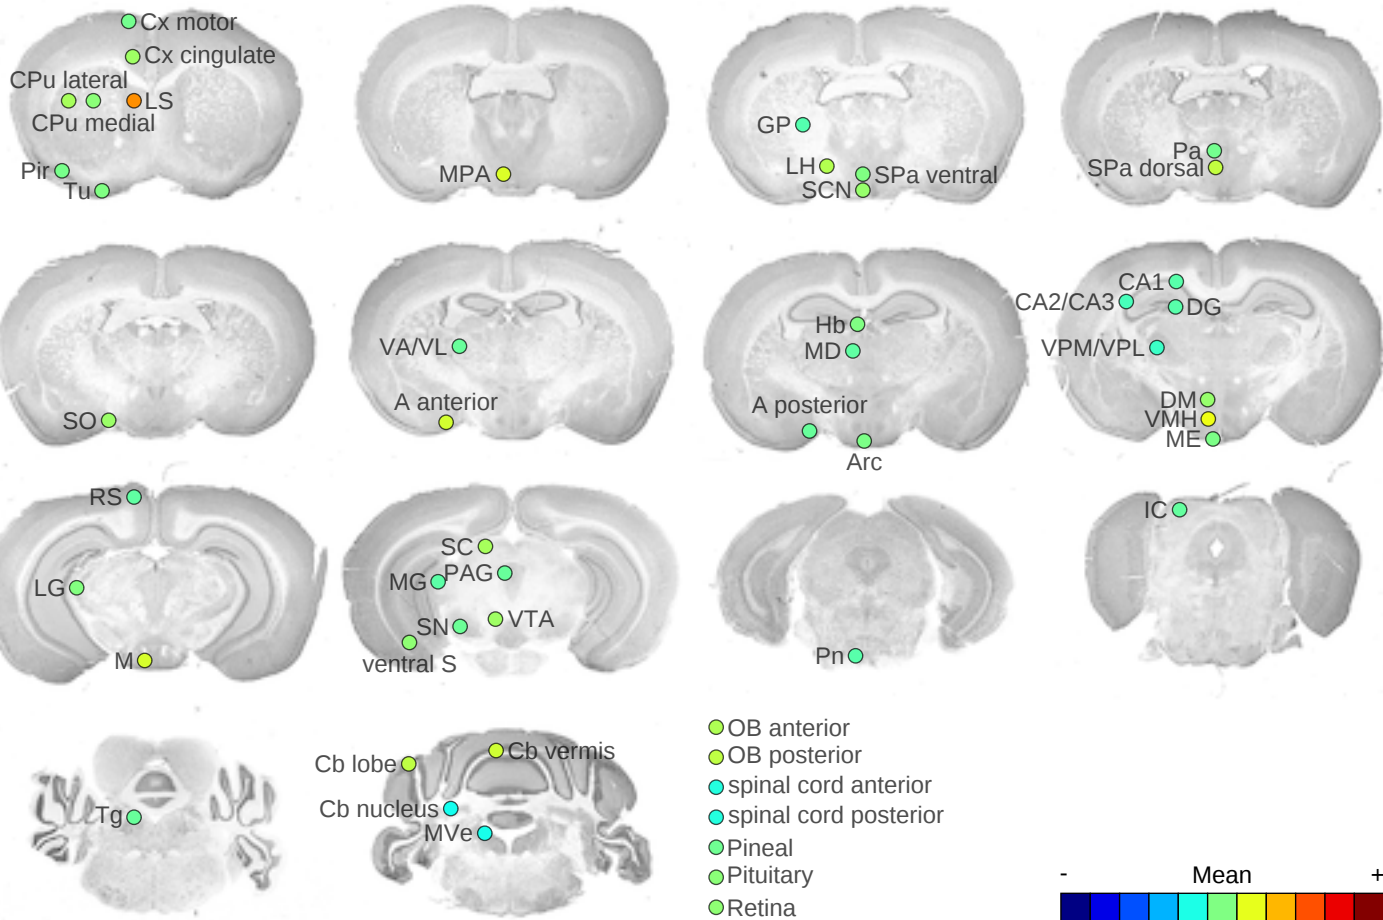 Cx motor
Cx cingulate
CPu lateral
LS
CPu medial
Pir
Tu
MPA
GP
LH
SPa ventral
SCN
Pa
SPa dorsal
SO
VA/VL
A anterior
Hb
MD
A posterior
Arc
CA1
CA2/CA3
DG
VPM/VPL
DM
VMH
ME
RS
LG
M
SC
MG
PAG
SN
VTA
ventral S
Pn
IC
Tg
Cb lobe
Cb vermis
Cb nucleus
MVe
OB anterior
OB posterior
spinal cord anterior
spinal cord posterior
Pineal
Pituitary
Retina
- Mean +